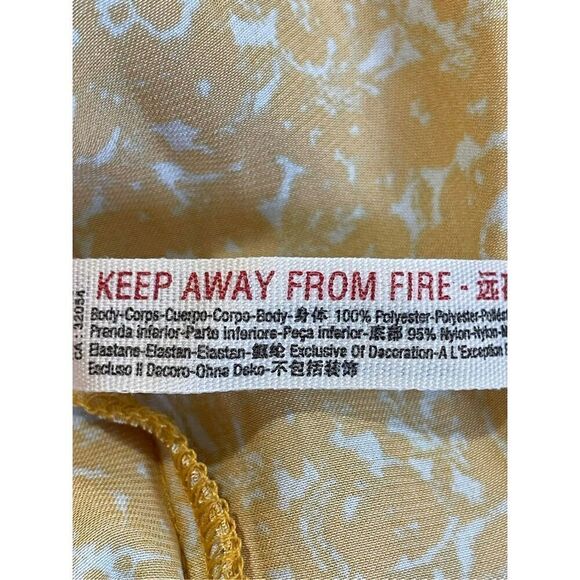 KEEP AWAY FROM FIRE - 远
Body-Corps-Cuerpo-Corpo-Body-身体 100% Polyester-Polyester-Poliést
Prenda inferior-Parte inferiore-Peça inferior-底部 95% Nylon-Nylon-N
Elastane-Elastan-Elastan-氨纶 Exclusive Of Decoration-A L'Exception
Excluso Il Decoro-Ohne Deko-不包括装饰
CA: 32054